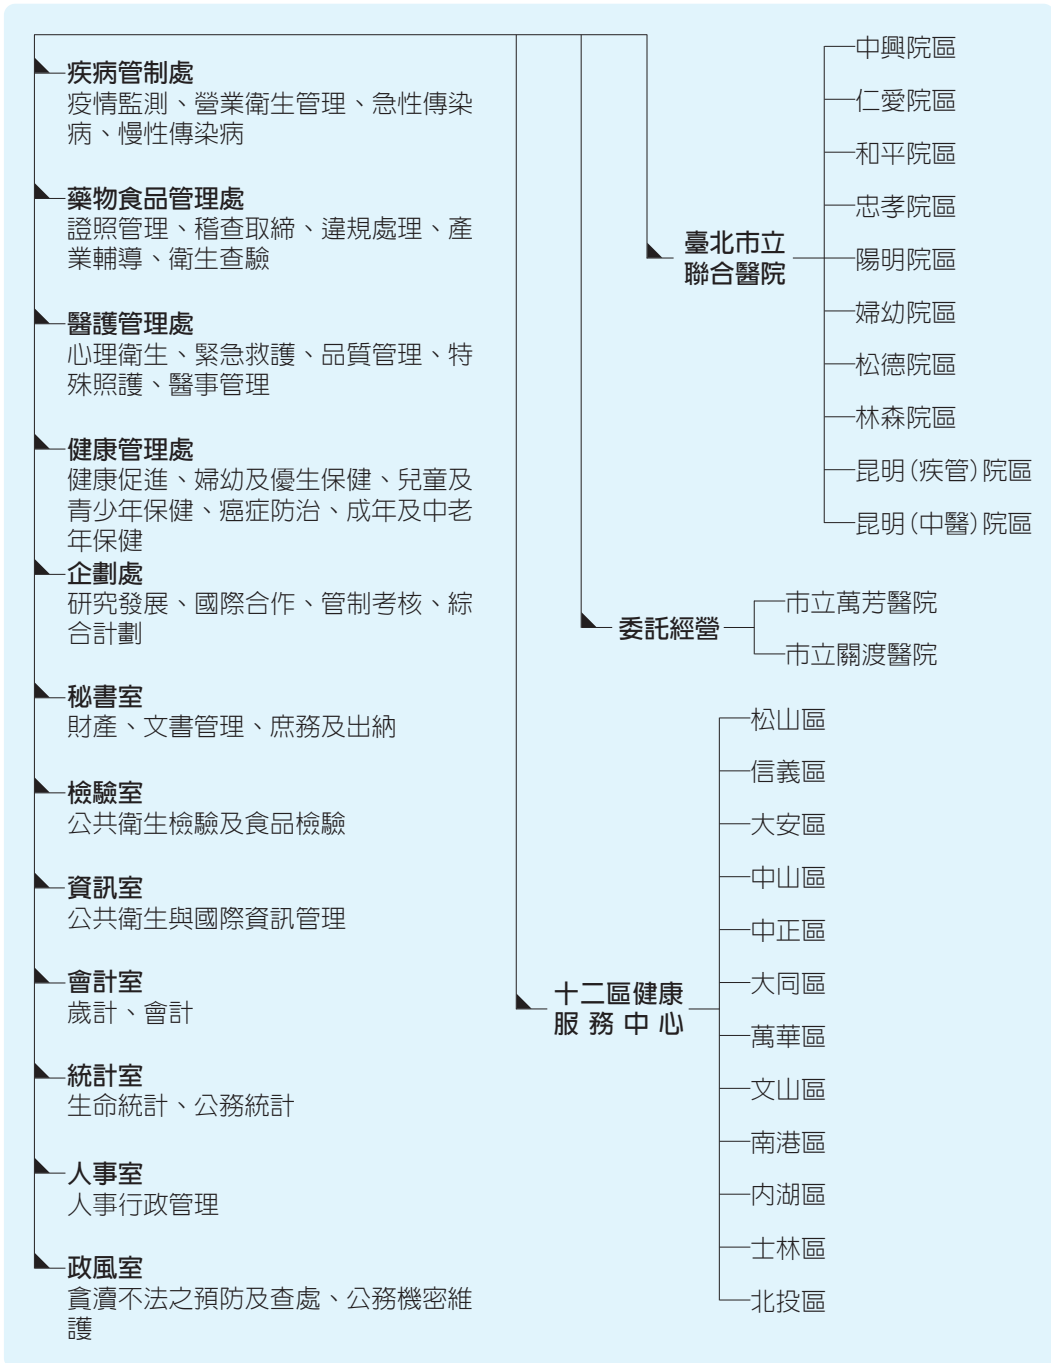 疾病管制處
疫情監測、營業衛生管理、急性傳染
病、慢性傳染病
藥物食品管理處
證照管理、稽查取締、違規處理、產
業輔導、衛生查驗
醫護管理處
心理衛生、緊急救護、品質管理、特
殊照護、醫事管理
健康管理處
健康促進、婦幼及優生保健、兒童及
青少年保健、癌症防治、成年及中老
年保健
企劃處
研究發展、國際合作、管制考核、綜
合計劃
秘書室
財產、文書管理、庶務及出納
檢驗室
公共衛生檢驗及食品檢驗
資訊室
公共衛生與國際資訊管理
會計室
歲計、會計
統計室
生命統計、公務統計
人事室
人事行政管理
政風室
貪瀆不法之預防及查處、公務機密維
護
臺北市立
聯合醫院
中興院區
仁愛院區
和平院區
忠孝院區
陽明院區
婦幼院區
松德院區
林森院區
昆明(疾管)院區
昆明(中醫)院區
委託經營
市立萬芳醫院
市立關渡醫院
十二區健康
服務中心
松山區
信義區
大安區
中山區
中正區
大同區
萬華區
文山區
南港區
內湖區
士林區
北投區